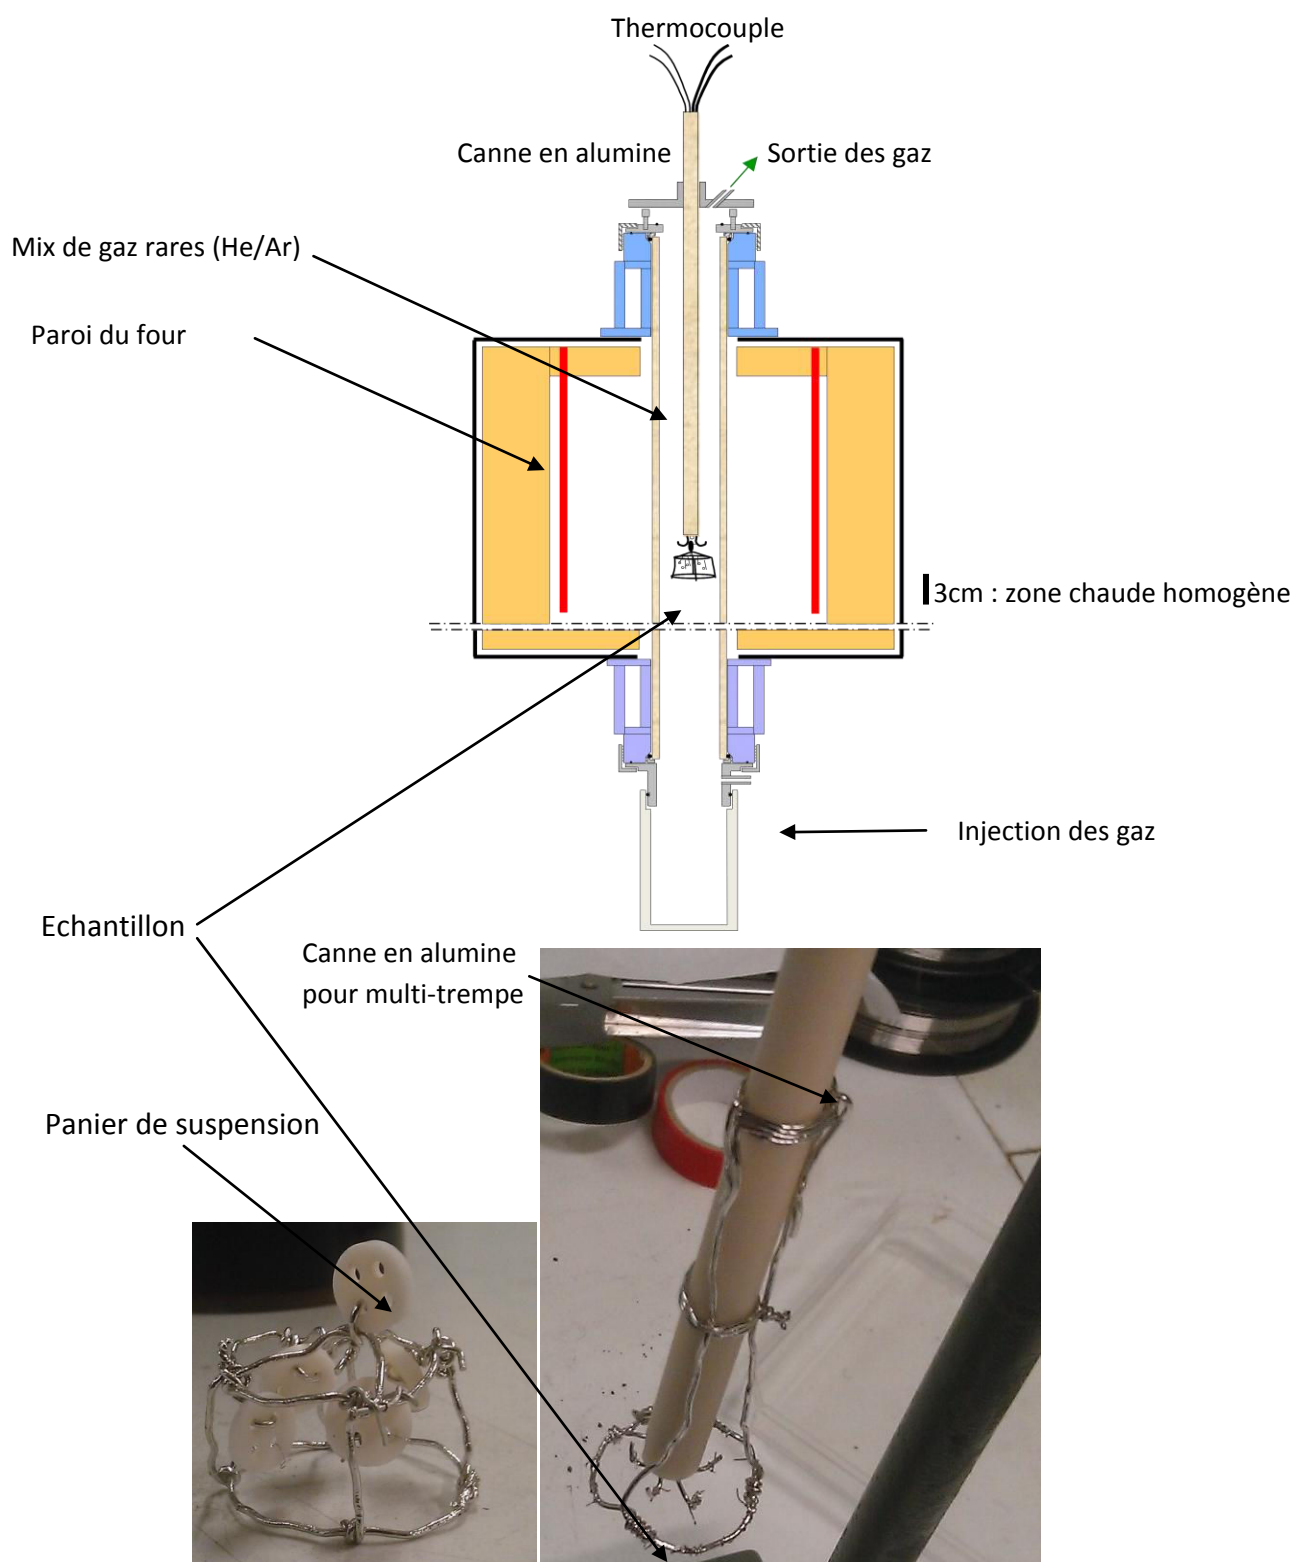 Thermocouple
Canne en alumine
Sortie des gaz
Mix de gaz rares (He/Ar)
Paroi du four
3cm : zone chaude homogène
Injection des gaz
Echantillon
Canne en alumine
pour multi-trempe
Panier de suspension